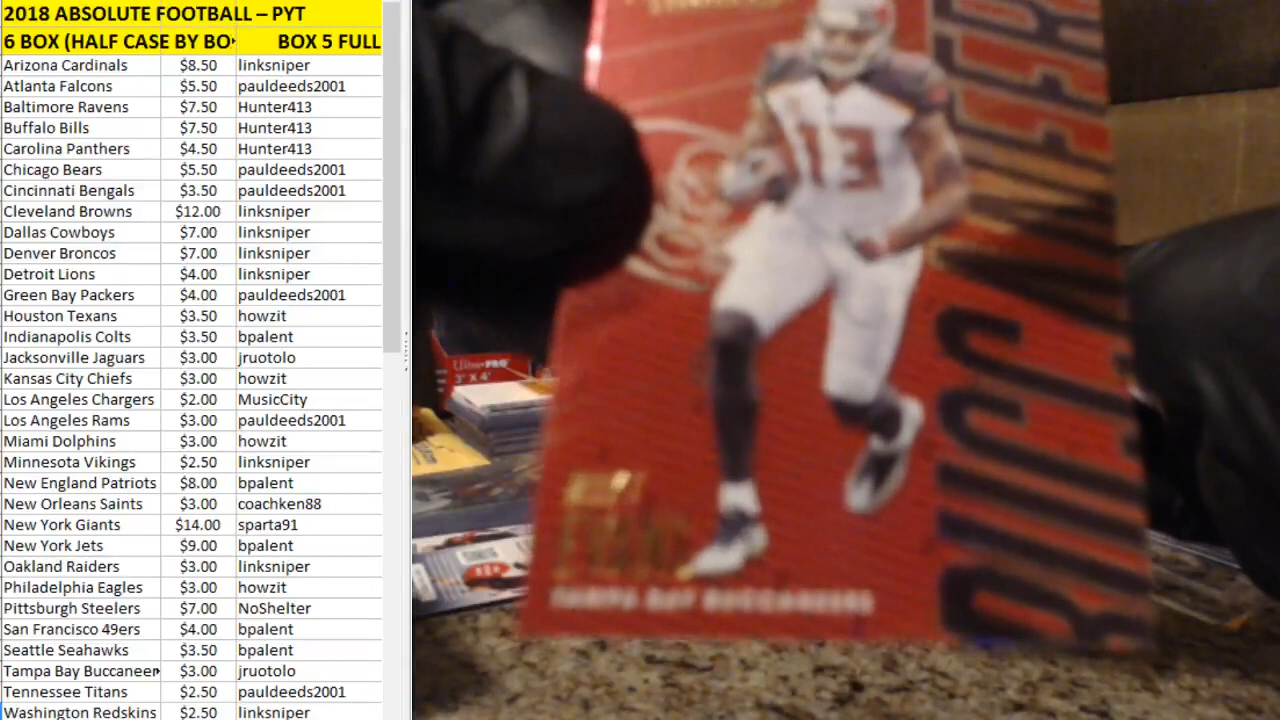 2018 ABSOLUTE FOOTBALL – PYT
6 BOX (HALF CASE BY BO BOX 5 FULL
Arizona Cardinals $8.50 linksniper
Atlanta Falcons $5.50 pauldeeds2001
Baltimore Ravens $7.50 Hunter413
Buffalo Bills $7.50 Hunter413
Carolina Panthers $4.50 Hunter413
Chicago Bears $5.50 pauldeeds2001
Cincinnati Bengals $3.50 pauldeeds2001
Cleveland Browns $12.00 linksniper
Dallas Cowboys $7.00 linksniper
Denver Broncos $7.00 linksniper
Detroit Lions $4.00 linksniper
Green Bay Packers $4.00 pauldeeds2001
Houston Texans $3.50 howzit
Indianapolis Colts $3.50 bpalent
Jacksonville Jaguars $3.00 jruotolo
Kansas City Chiefs $3.00 howzit
Los Angeles Chargers $2.00 MusicCity
Los Angeles Rams $3.00 pauldeeds2001
Miami Dolphins $3.00 howzit
Minnesota Vikings $2.50 linksniper
New England Patriots $8.00 bpalent
New Orleans Saints $3.00 coachken88
New York Giants $14.00 sparta91
New York Jets $9.00 bpalent
Oakland Raiders $3.00 linksniper
Philadelphia Eagles $3.00 howzit
Pittsburgh Steelers $7.00 NoShelter
San Francisco 49ers $4.00 bpalent
Seattle Seahawks $3.50 bpalent
Tampa Bay Buccaneer $3.00 jruotolo
Tennessee Titans $2.50 pauldeeds2001
Washington Redskins $2.50 linksniper
13
BUCCANEER
TAMPA BAY BUCCANEERS
Ultra PRO
3" X 4"